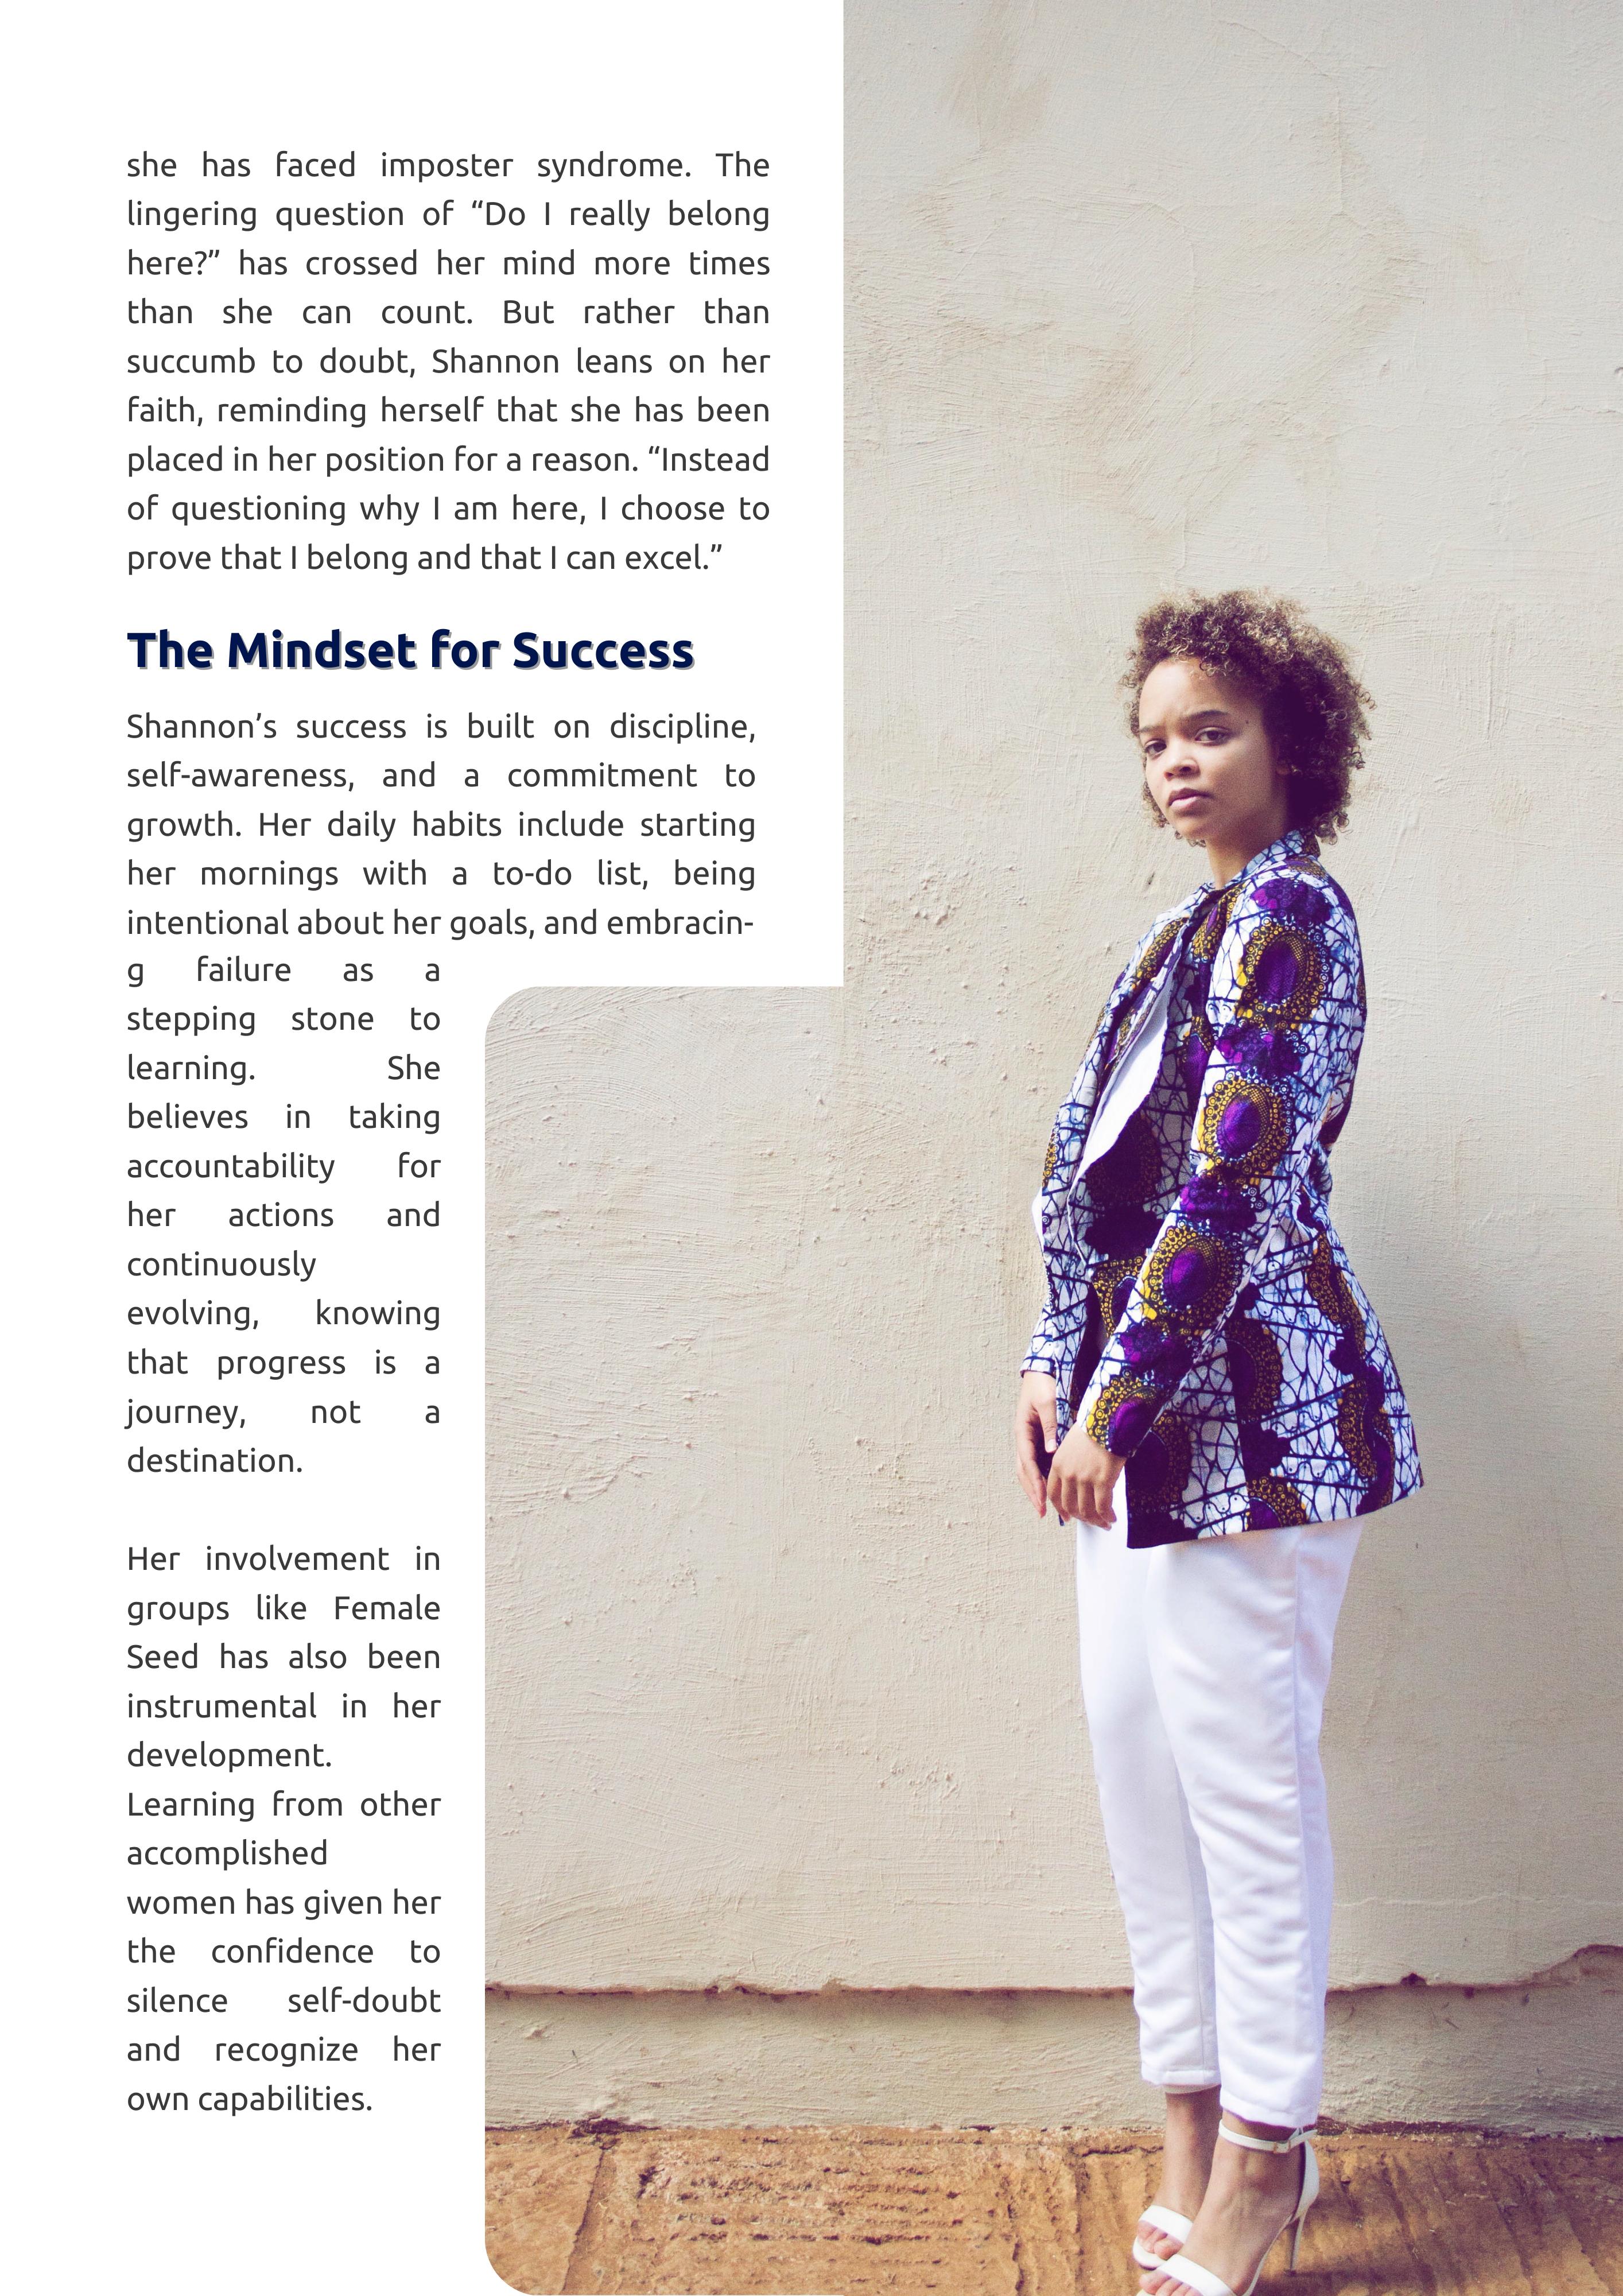 she has faced imposter syndrome. The
lingering question of “Do I really belong
here?” has crossed her mind more times
than she can count. But rather than
succumb to doubt, Shannon leans on her
faith, reminding herself that she has been
placed in her position for a reason. “Instead
of questioning why I am here, I choose to
prove that I belong and that I can excel.”
The Mindset for Success
Shannon’s success is built on discipline,
self-awareness, and a commitment to
growth. Her daily habits include starting
her mornings with a to-do list, being
intentional about her goals, and embracin-
g failure as a
stepping stone to
learning. She
believes in taking
accountability for
her actions and
continuously
evolving, knowing
that progress is a
journey, not a
destination.
Her involvement in
groups like Female
Seed has also been
instrumental in her
development.
Learning from other
accomplished
women has given her
the confidence to
silence self-doubt
and recognize her
own capabilities.